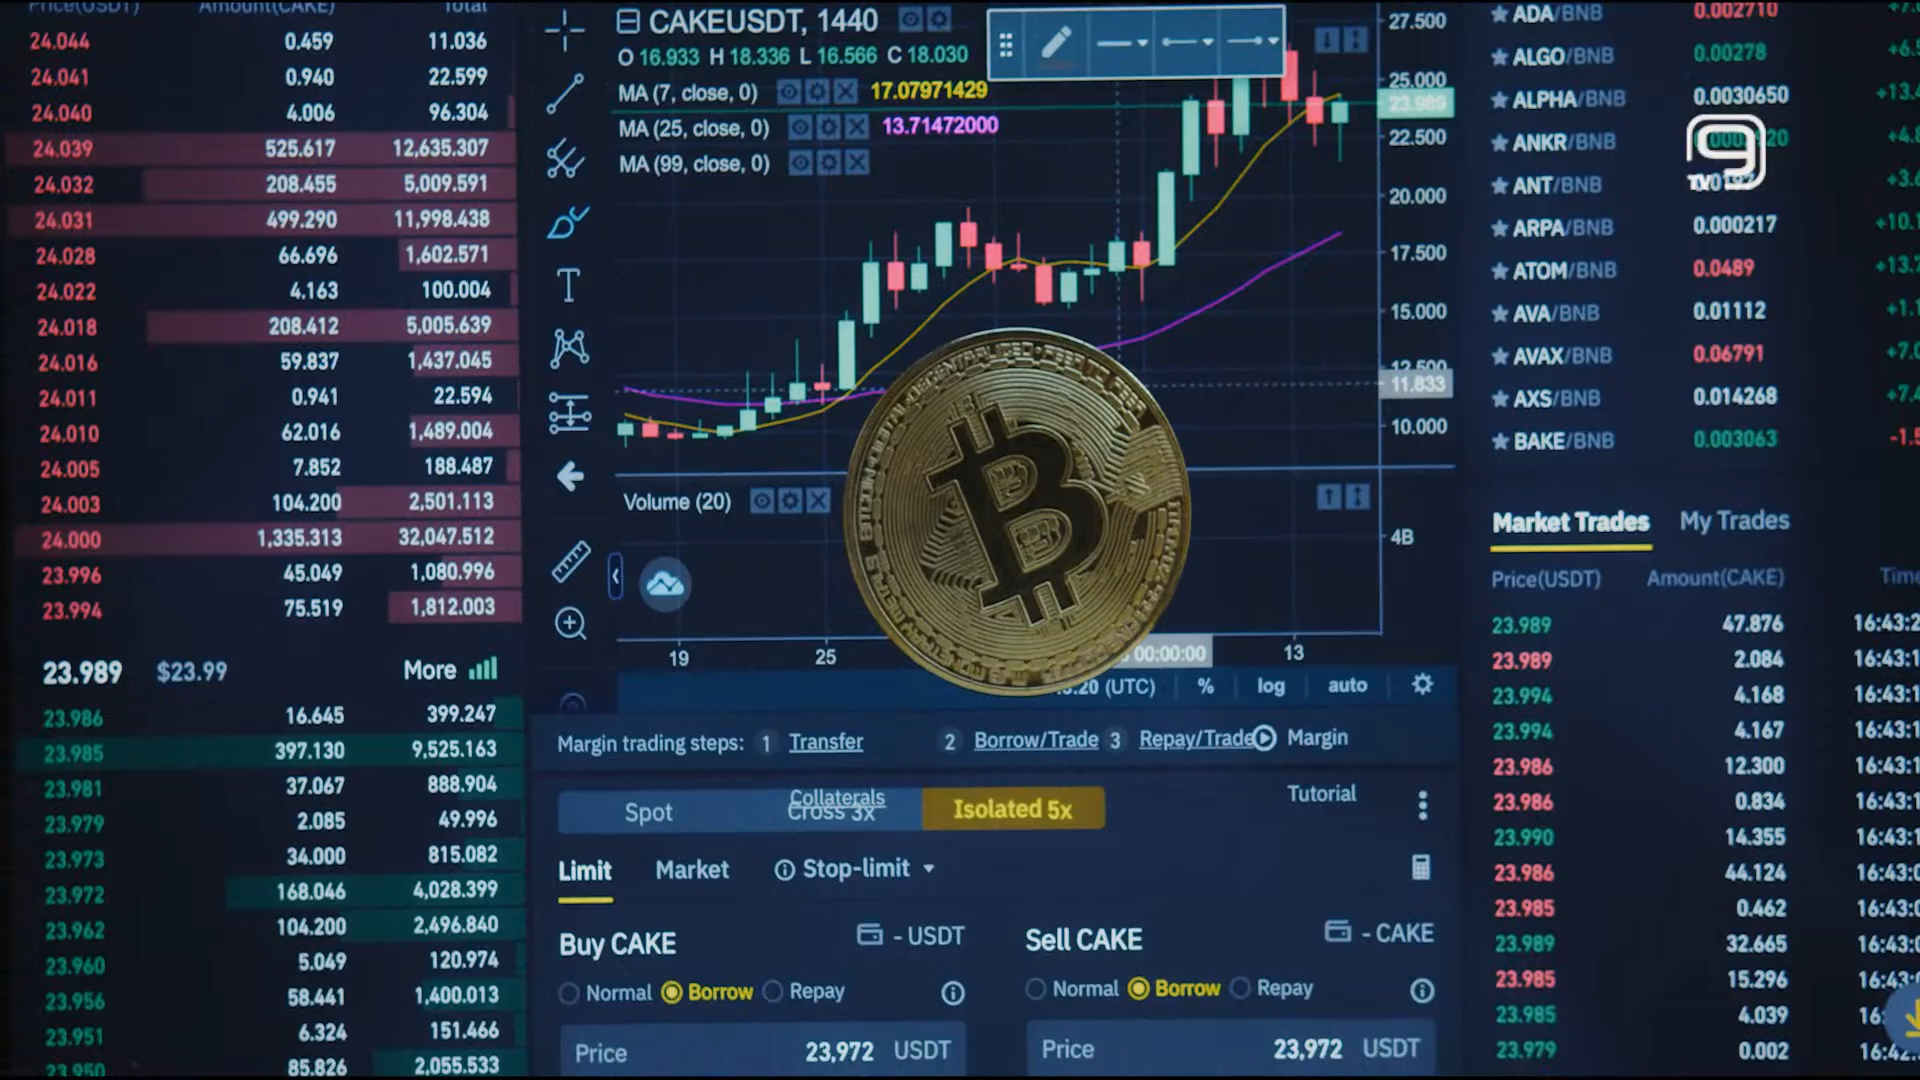 Price(USDT) Amount(CAKE) Total
24.044 0.459 11.036
24.041 0.940 22.599
24.040 4.006 96.304
24.039 525.617 12,635.307
24.032 208.455 5,009.591
24.031 499.290 11,998.438
24.028 66.696 1,602.571
24.022 4.163 100.004
24.018 208.412 5,005.639
24.016 59.837 1,437.045
24.011 0.941 22.594
24.010 62.016 1,489.004
24.005 7.852 188.487
24.003 104.200 2,501.113
24.000 1,335.313 32,047.512
23.996 45.049 1,080.996
23.994 75.519 1,812.003
23.989 $23.99 More
23.986 16.645 399.247
23.985 397.130 9,525.163
23.981 37.067 888.904
23.979 2.085 49.996
23.973 34.000 815.082
23.972 168.046 4,028.399
23.962 104.200 2,496.840
23.960 5.049 120.974
23.956 58.441 1,400.013
23.951 6.324 151.466
23.950 85.826 2,055.533
CAKEUSDT, 1440
O 16.933 H 18.336 L 16.566 C 18.030
MA (7, close, 0) 17.07971429
MA (25, close, 0) 13.71472000
MA (99, close, 0)
27.500
25.000
23.989
22.500
20.000
17.500
15.000
12.500
11.833
10.000
Volume (20)
4B
19 25 00:00:00 13
(UTC) % log auto
Margin trading steps: 1 Transfer 2 Borrow/Trade 3 Repay/Trade Margin
Collaterals
Tutorial
Spot Cross 3x Isolated 5x
Limit Market Stop-limit
Buy CAKE - USDT
Normal Borrow Repay
Price 23,972 USDT
Sell CAKE - CAKE
Normal Borrow Repay
Price 23,972 USDT
ADA/BNB 0.002710
ALGO/BNB 0.00278
ALPHA/BNB 0.0030650
ANKR/BNB
ANT/BNB
ARPA/BNB 0.000217
ATOM/BNB 0.0489
AVA/BNB 0.01112
AVAX/BNB 0.06791
AXS/BNB 0.014268
BAKE/BNB 0.003063
TV9
Market Trades My Trades
Price(USDT) Amount(CAKE)
23.989 47.876
23.989 2.084
23.994 4.168
23.994 4.167
23.986 12.300
23.986 0.834
23.990 14.355
23.986 44.124
23.985 0.462
23.989 32.665
23.985 15.296
23.985 4.039
23.979 0.002